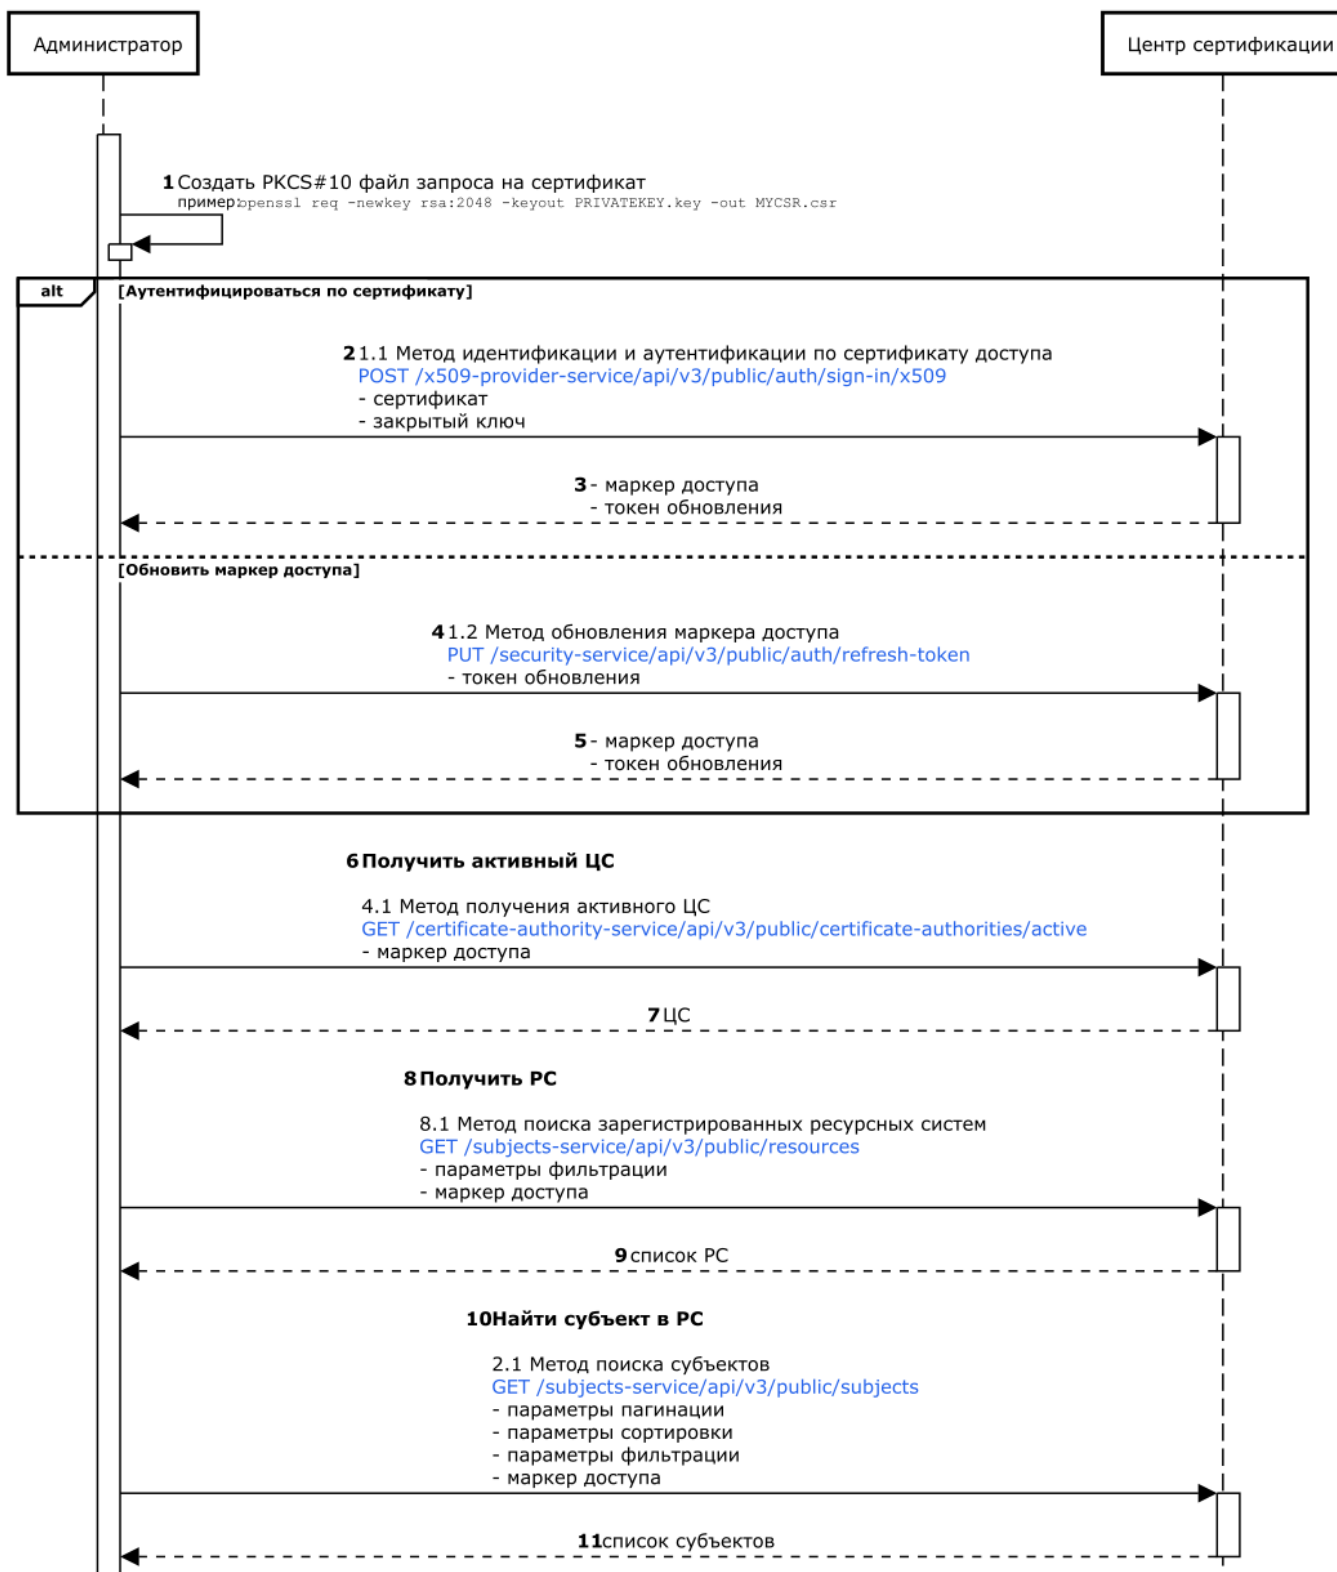 Администратор
Центр сертификации
1 Создать PKCS#10 файл запроса на сертификат
пример:openssl req -newkey rsa:2048 -keyout PRIVATEKEY.key -out MYCSR.csr
alt
[Аутентифицироваться по сертификату]
2 1.1 Метод идентификации и аутентификации по сертификату доступа
POST /x509-provider-service/api/v3/public/auth/sign-in/x509
- сертификат
- закрытый ключ
3 - маркер доступа
- токен обновления
[Обновить маркер доступа]
4 1.2 Метод обновления маркера доступа
PUT /security-service/api/v3/public/auth/refresh-token
- токен обновления
5 - маркер доступа
- токен обновления
6 Получить активный ЦС
4.1 Метод получения активного ЦС
GET /certificate-authority-service/api/v3/public/certificate-authorities/active
- маркер доступа
7 ЦС
8 Получить РС
8.1 Метод поиска зарегистрированных ресурсных систем
GET /subjects-service/api/v3/public/resources
- параметры фильтрации
- маркер доступа
9 список РС
10 Найти субъект в РС
2.1 Метод поиска субъектов
GET /subjects-service/api/v3/public/subjects
- параметры пагинации
- параметры сортировки
- параметры фильтрации
- маркер доступа
11 список субъектов